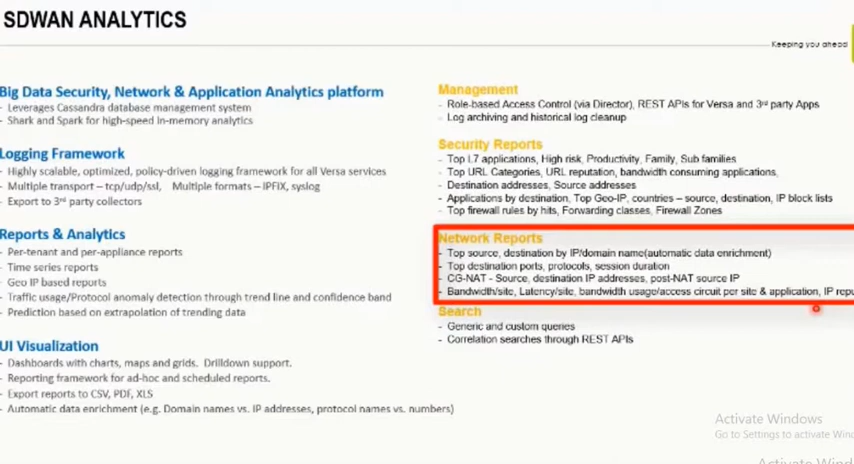 SDWAN ANALYTICS
Keeping you ahead
Big Data Security, Network & Application Analytics platform
- Leverages Cassandra database management system
- Shark and Spark for high-speed In-memory analytics
Logging Framework
- Highly scalable, optimized, policy-driven logging framework for all Versa services
- Multiple transport – tcp/udp/ssl, Multiple formats – IPFIX, syslog
- Export to 3rd party collectors
Reports & Analytics
- Per-tenant and per-appliance reports
- Time series reports
- Geo IP based reports
- Traffic usage/Protocol anomaly detection through trend line and confidence band
- Prediction based on extrapolation of trending data
UI Visualization
- Dashboards with charts, maps and grids. Drilldown support.
- Reporting framework for ad-hoc and scheduled reports.
- Export reports to CSV, PDF, XLS
- Automatic data enrichment (e.g. Domain names vs. IP addresses, protocol names vs. numbers)
Management
- Role-based Access Control (via Director), REST APIs for Versa and 3rd party Apps
- Log archiving and historical log cleanup
Security Reports
- Top L7 applications, High risk, Productivity, Family, Sub families
- Top URL Categories, URL reputation, bandwidth consuming applications,
- Destination addresses, Source addresses
- Applications by destination, Top Geo-IP, countries – source, destination, IP block lists
- Top firewall rules by hits, Forwarding classes, Firewall Zones
Network Reports
- Top source, destination by IP/domain name(automatic data enrichment)
- Top destination ports, protocols, session duration
- CG-NAT - Source, destination IP addresses, post-NAT source IP
- Bandwidth/site, Latency/site, bandwidth usage/access circuit per site & application, IP repu
Search
- Generic and custom queries
- Correlation searches through REST APIs
Activate Windows
Go to Settings to activate Win
Activate Wind